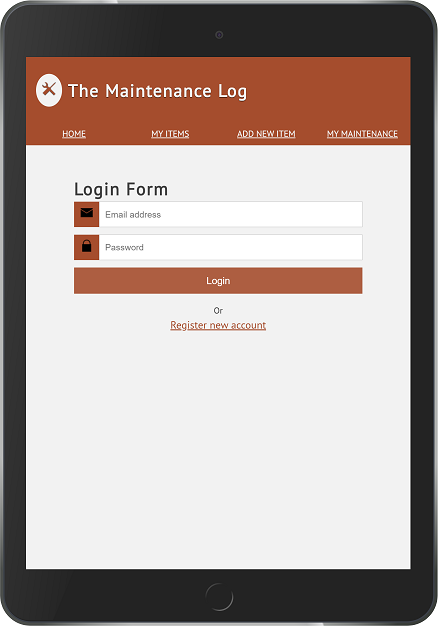 The Maintenance Log
HOME MY ITEMS ADD NEW ITEM MY MAINTENANCE
Login Form
Email address
Password
Login
Or
Register new account